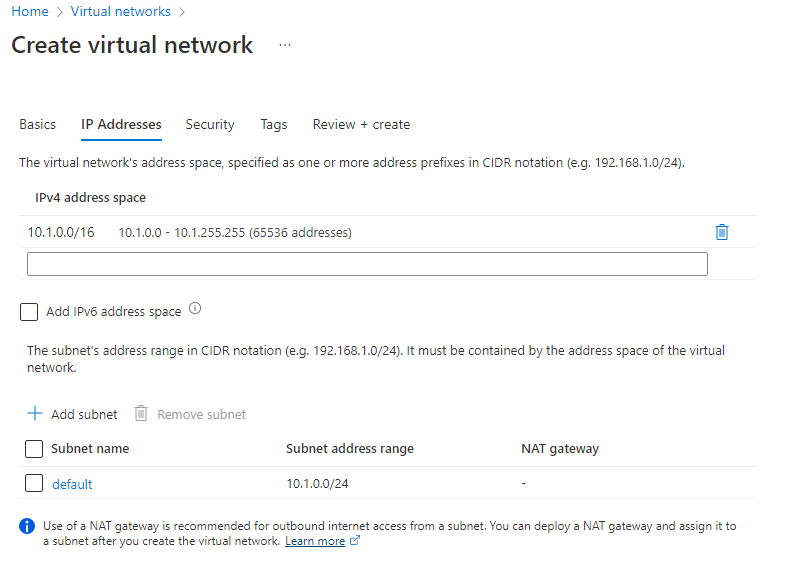 Home > Virtual networks >
Create virtual network ...
Basics IP Addresses Security Tags Review + create
The virtual network's address space, specified as one or more address prefixes in CIDR notation (e.g. 192.168.1.0/24).
IPv4 address space
10.1.0.0/16 10.1.0.0 - 10.1.255.255 (65536 addresses)
Add IPv6 address space
The subnet's address range in CIDR notation (e.g. 192.168.1.0/24). It must be contained by the address space of the virtual
network.
+ Add subnet Remove subnet
Subnet name Subnet address range NAT gateway
default 10.1.0.0/24 -
Use of a NAT gateway is recommended for outbound internet access from a subnet. You can deploy a NAT gateway and assign it to
a subnet after you create the virtual network. Learn more